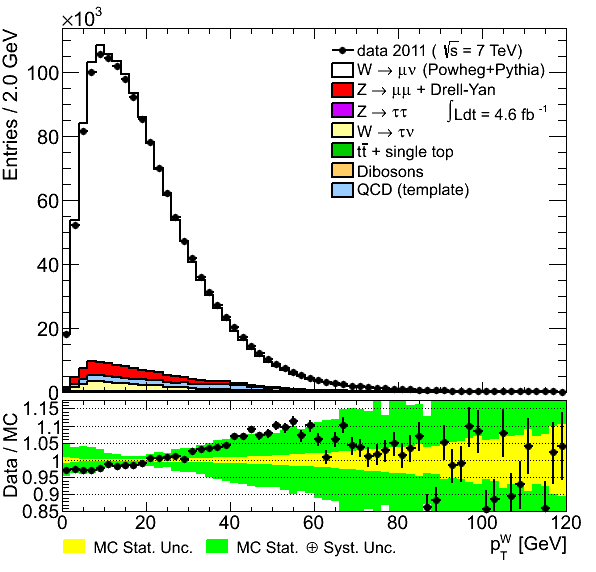 ×10³
Entries / 2.0 GeV
100
80
60
40
20
0
data 2011 ( √s = 7 TeV)
W → μν (Powheg+Pythia)
Z → μμ + Drell-Yan
Z → ττ
∫Ldt = 4.6 fb⁻¹
W → τν
tt̄ + single top
Dibosons
QCD (template)
Data / MC
1.15
1.1
1.05
1
0.95
0.9
0.85
0 20 40 60 80 100 120
p_T^W [GeV]
MC Stat. Unc. MC Stat. ⊕ Syst. Unc.